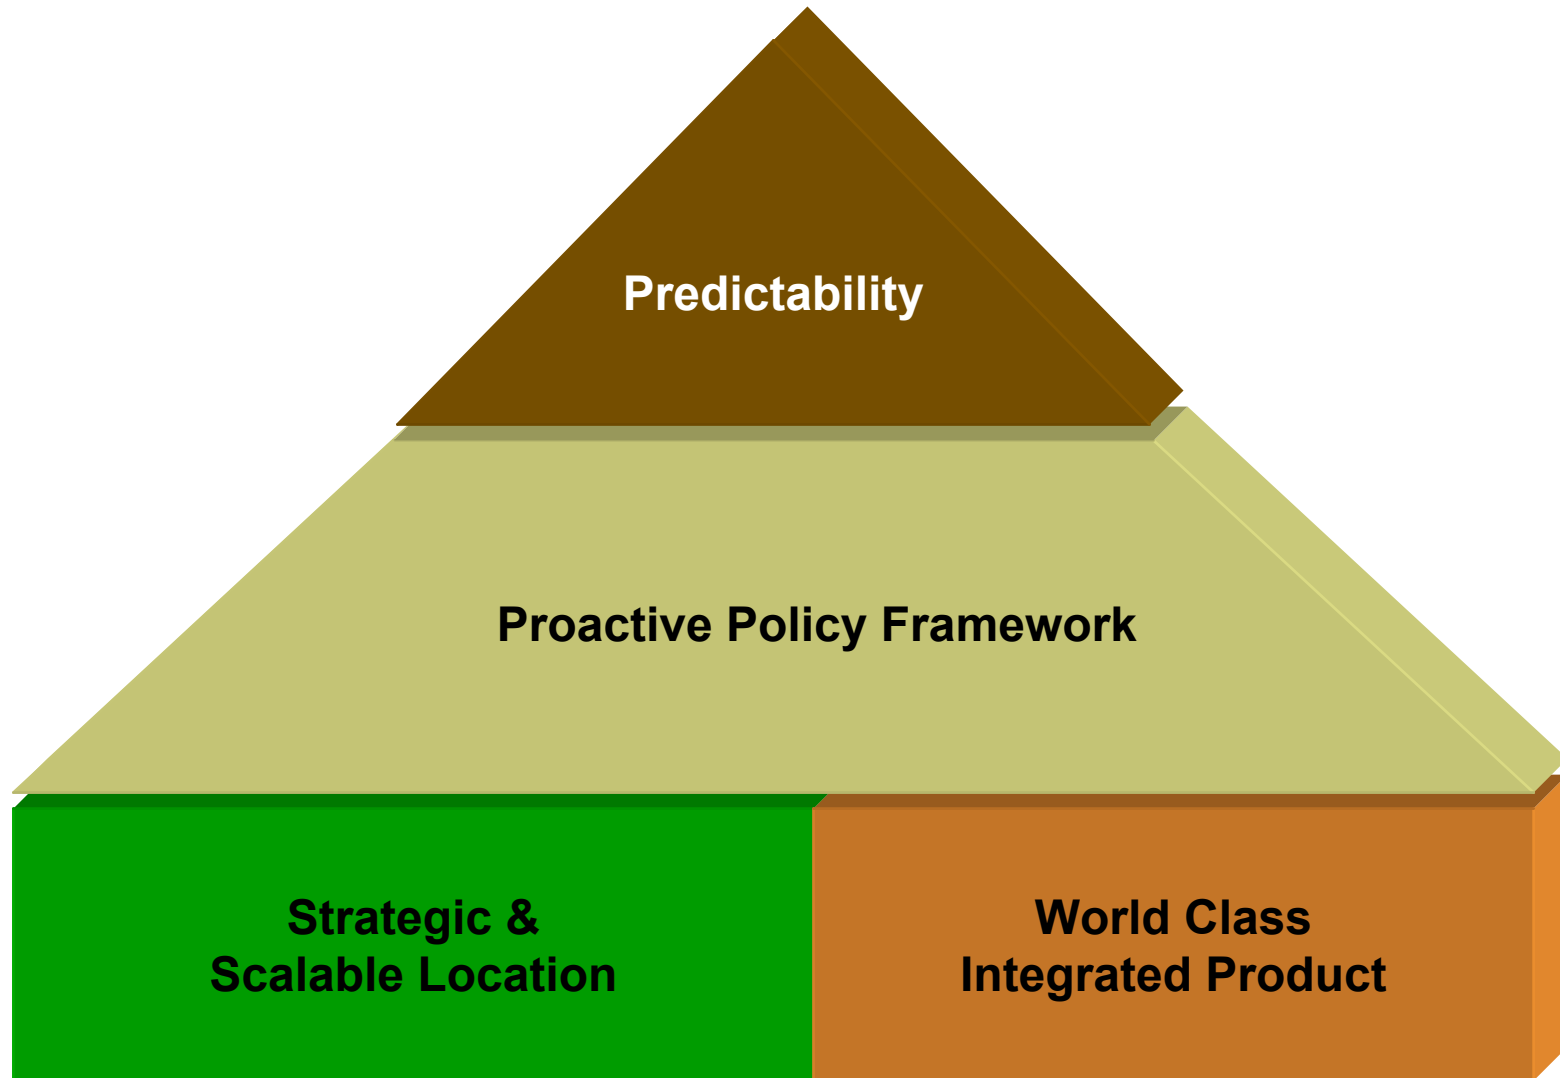 Predictability
Proactive Policy Framework
Strategic &
Scalable Location
World Class
Integrated Product